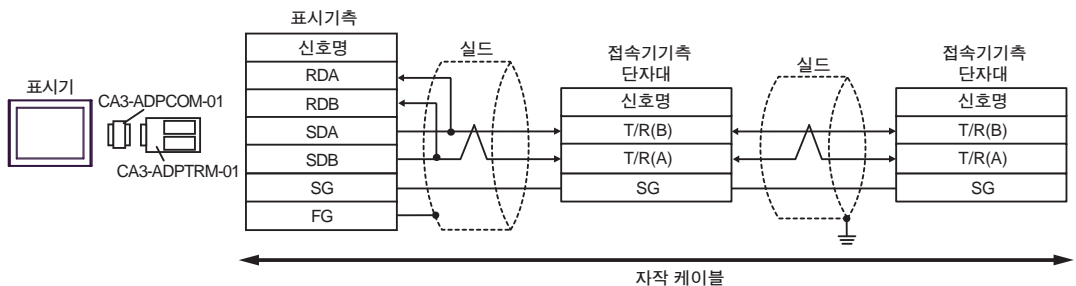 표시기
CA3-ADPCOM-01
CA3-ADPTRM-01
표시기측
신호명
RDA
RDB
SDA
SDB
SG
FG
실드
접속기기측
단자대
신호명
T/R(B)
T/R(A)
SG
실드
접속기기측
단자대
신호명
T/R(B)
T/R(A)
SG
자작 케이블